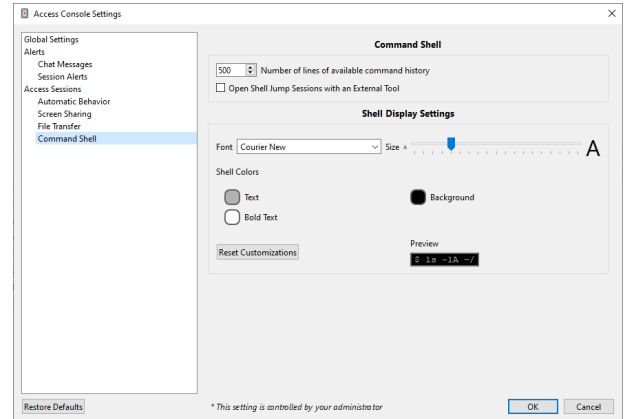 Access Console Settings
Global Settings
Alerts
Chat Messages
Session Alerts
Access Sessions
Automatic Behavior
Screen Sharing
File Transfer
Command Shell
Command Shell
500 Number of lines of available command history
Open Shell Jump Sessions with an External Tool
Shell Display Settings
Font Courier New Size A A
Shell Colors
Text Background
Bold Text
Reset Customizations
Preview
$ ls -lA ~/
Restore Defaults
* This setting is controlled by your administrator
OK Cancel